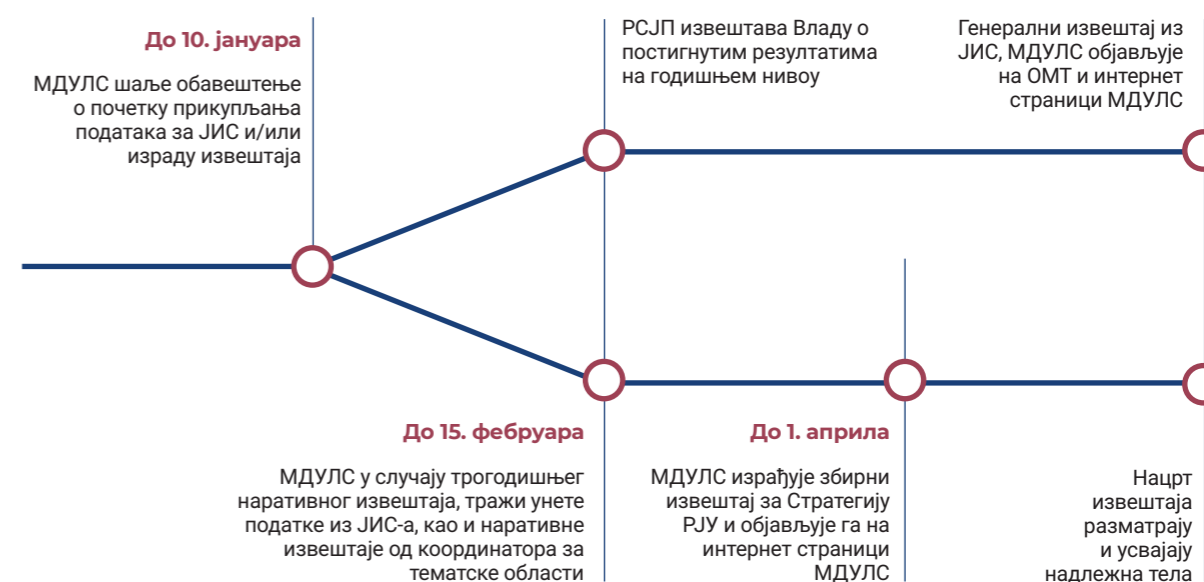 До 10. јануара
МДУЛС шаље обавештење
о почетку прикупљања
података за ЈИС и/или
израду извештаја
РСЈП извештава Владу о
постигнутим резултатима
на годишњем нивоу
Генерални извештај из
ЈИС, МДУЛС објављује
на ОМТ и интернет
страници МДУЛС
До 15. фебруара
МДУЛС у случају трогодишњег
наративног извештаја, тражи унете
податке из ЈИС-а, као и наративне
извештаје од координатора за
тематске области
До 1. априла
МДУЛС израђује збирни
извештај за Стратегију
РЈУ и објављује га на
интернет страници
МДУЛС
Нацрт
извештаја
разматрају
и усвајају
надлежна тела